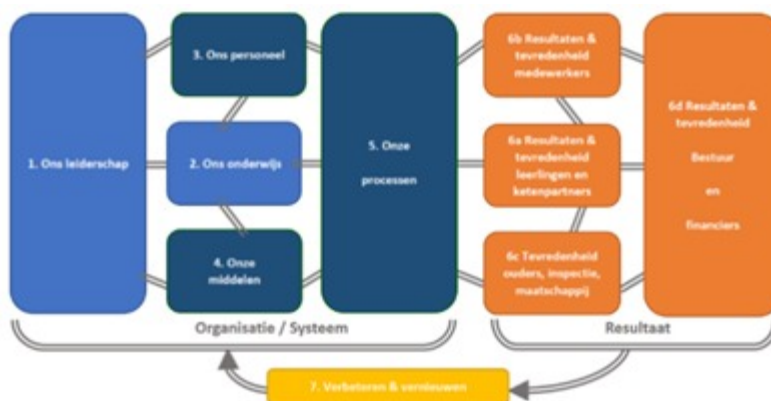 1. Ons leiderschap
3. Ons personeel
2. Ons onderwijs
4. Onze
middelen
5. Onze
processen
6b Resultaten &
tevredenheid
medewerkers
6a Resultaten &
tevredenheid
leerlingen en
ketenpartners
6c Tevredenheid
ouders, inspectie,
maatschappij
6d Resultaten &
tevredenheid
Bestuur
en
financiers
Organisatie / Systeem
Resultaat
7. Verbeteren & vernieuwen